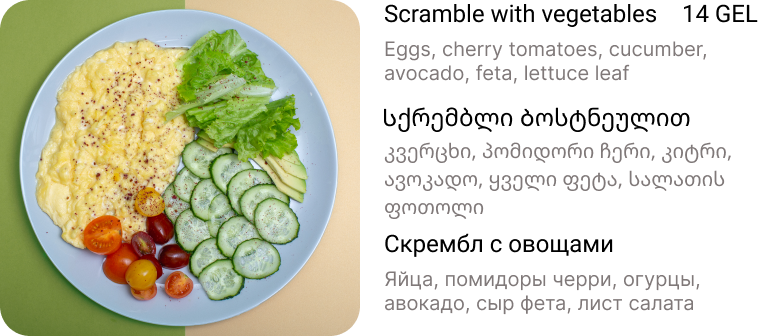 Scramble with vegetables 14 GEL
Eggs, cherry tomatoes, cucumber,
avocado, feta, lettuce leaf
სქრემბლი ბოსტნეულით
კვერცხი, პომიდორი ჩერი, კიტრი,
ავოკადო, ყველი ფეტა, სალათის
ფოთოლი
Скрембл с овощами
Яйца, помидоры черри, огурцы,
авокадо, сыр фета, лист салата